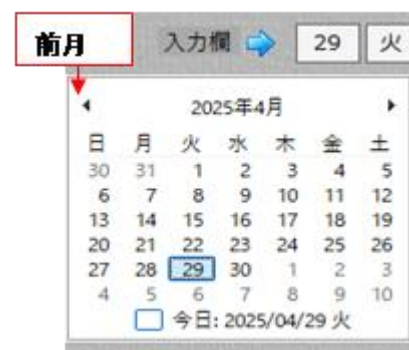 前月
入力欄 29 火
2025年4月
日 月 火 水 木 金 土
30 31 1 2 3 4 5
6 7 8 9 10 11 12
13 14 15 16 17 18 19
20 21 22 23 24 25 26
27 28 29 30 1 2 3
4 5 6 7 8 9 10
今日: 2025/04/29 火